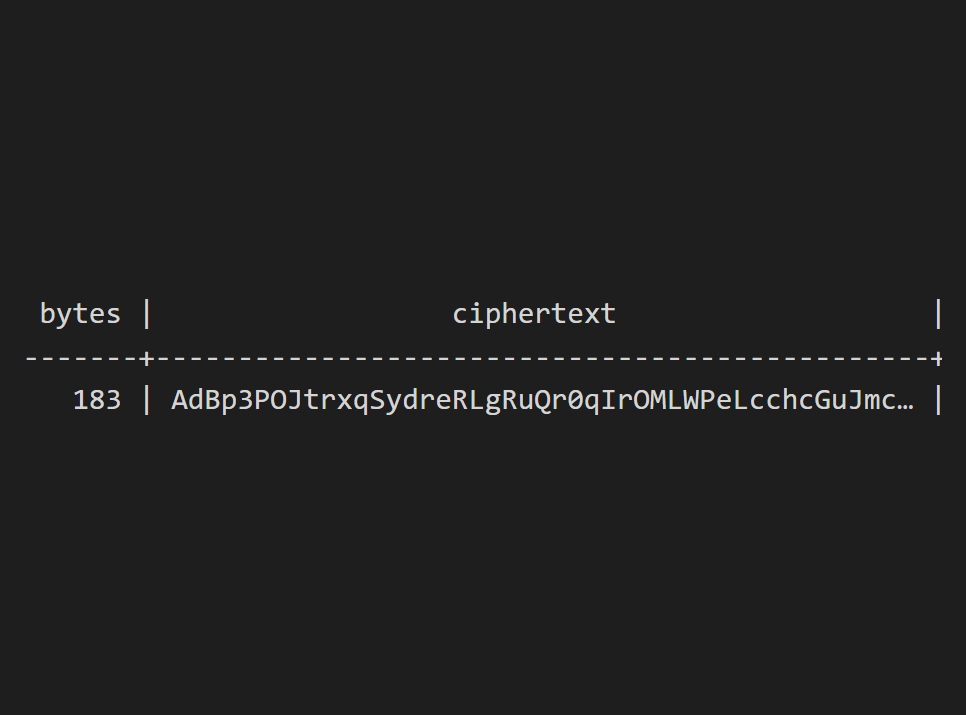 bytes | ciphertext |
-------+-----------------------------------------------+
183 | AdBp3POJtrxqSydreRLgRuQr0qIrOMLWPeLcchcGuJmc… |